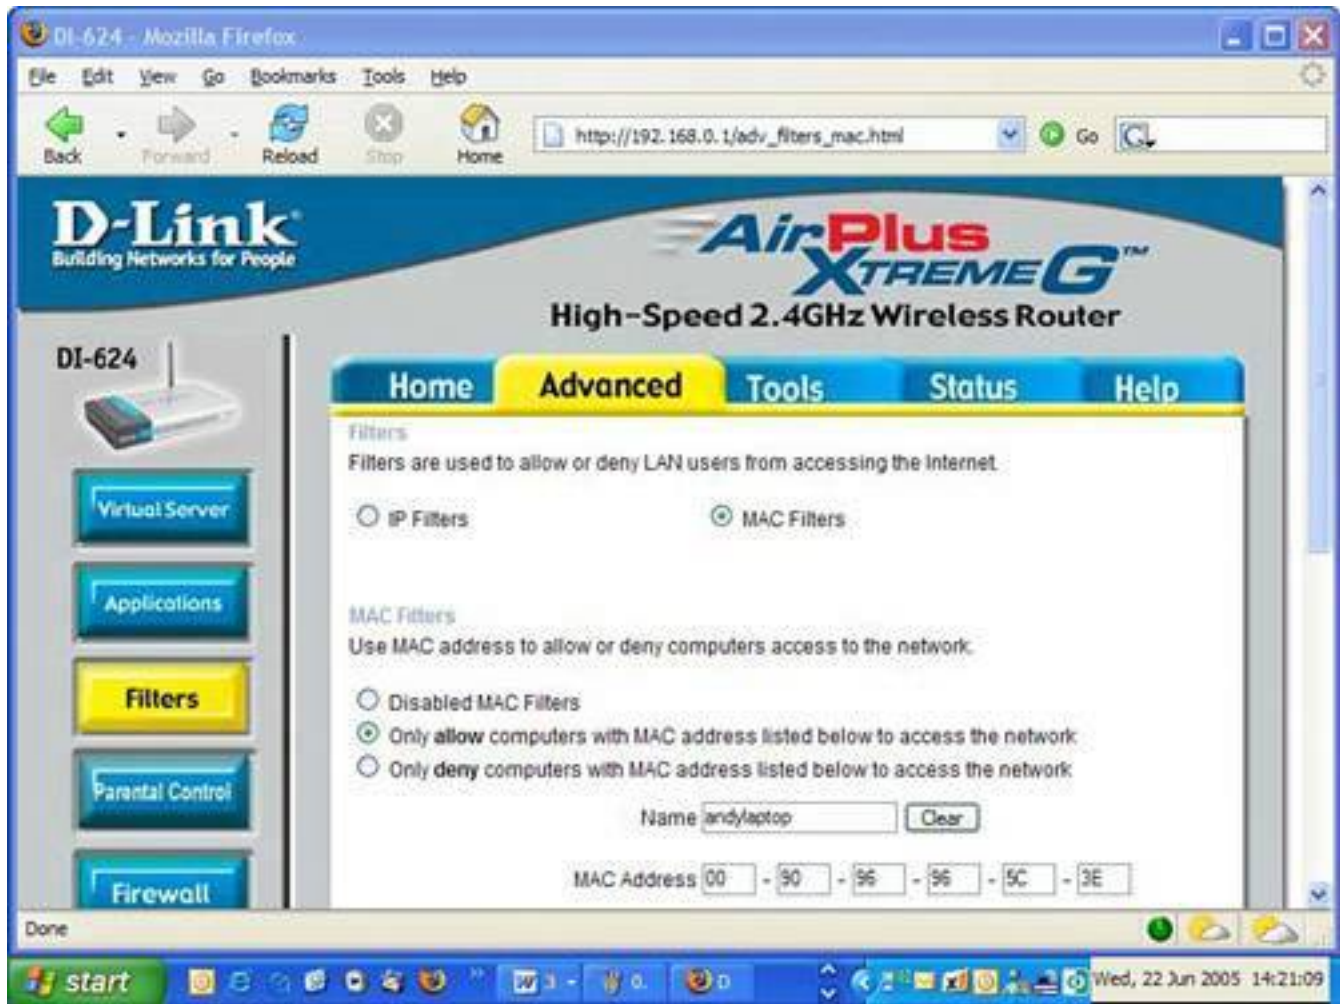 DI-624 - Mozilla Firefox
File Edit View Go Bookmarks Tools Help
Back Forward Reload Stop Home http://192.168.0.1/adv_filters_mac.html Go
D-Link
Building Networks for People
AirPlus
XTREME G™
High-Speed 2.4GHz Wireless Router
DI-624
Home Advanced Tools Status Help
Filters
Filters are used to allow or deny LAN users from accessing the Internet.
IP Filters MAC Filters
Virtual Server
Applications
Filters
Parental Control
Firewall
MAC Filters
Use MAC address to allow or deny computers access to the network.
Disabled MAC Filters
Only allow computers with MAC address listed below to access the network
Only deny computers with MAC address listed below to access the network
Name andylaptop Clear
MAC Address 00 - 90 - 96 - 96 - 5C - 3E
Done
start 3 - 0. D Wed, 22 Jun 2005 14:21:09